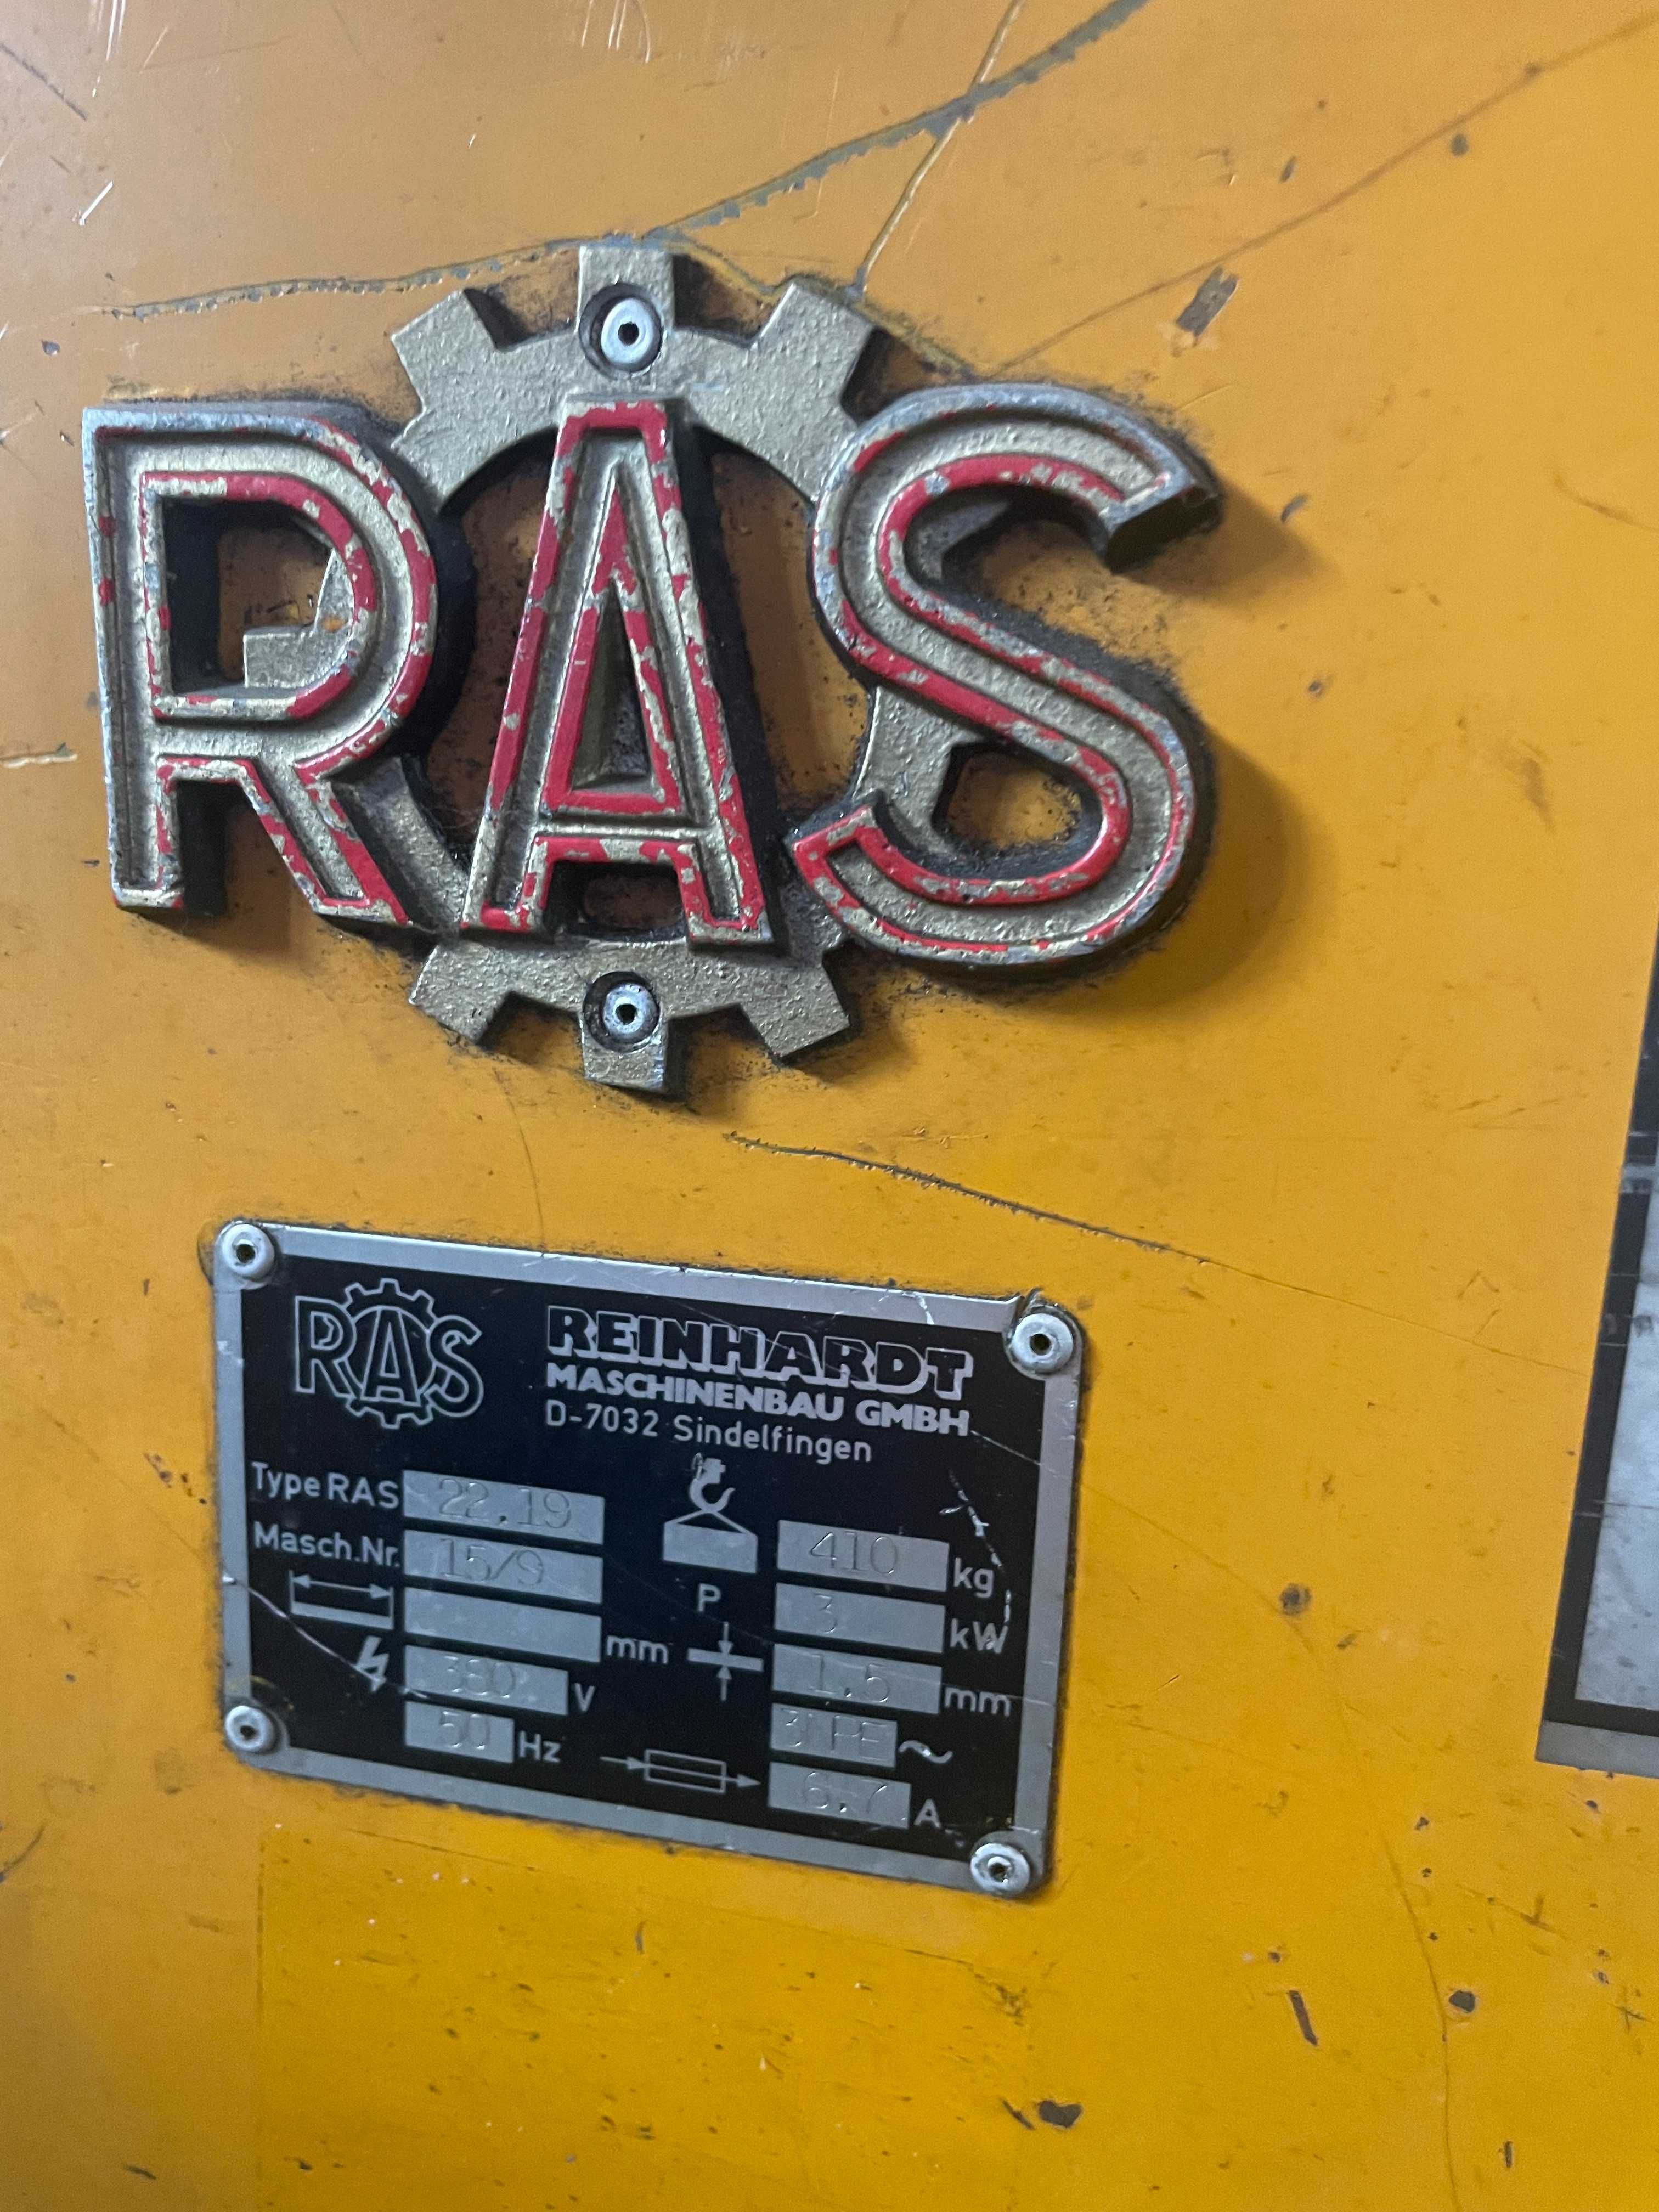 RAS
RAS
REINHARDT
MASCHINENBAU GMBH
D-7032 Sindelfingen
Type RAS 22.19
Masch.Nr. 15/9
410 kg
P 3 kW
mm
1.5 mm
380 V
3NPE
50 Hz
6.7 A